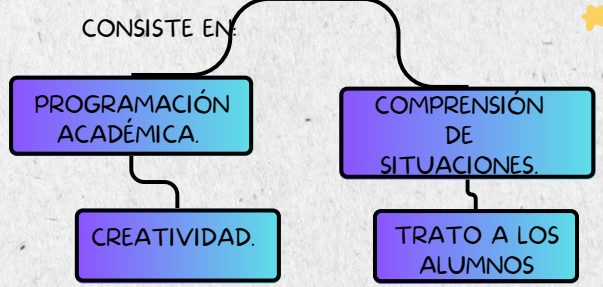 CONSISTE EN:
PROGRAMACIÓN
ACADÉMICA.
COMPRENSIÓN
DE
SITUACIONES.
CREATIVIDAD.
TRATO A LOS
ALUMNOS